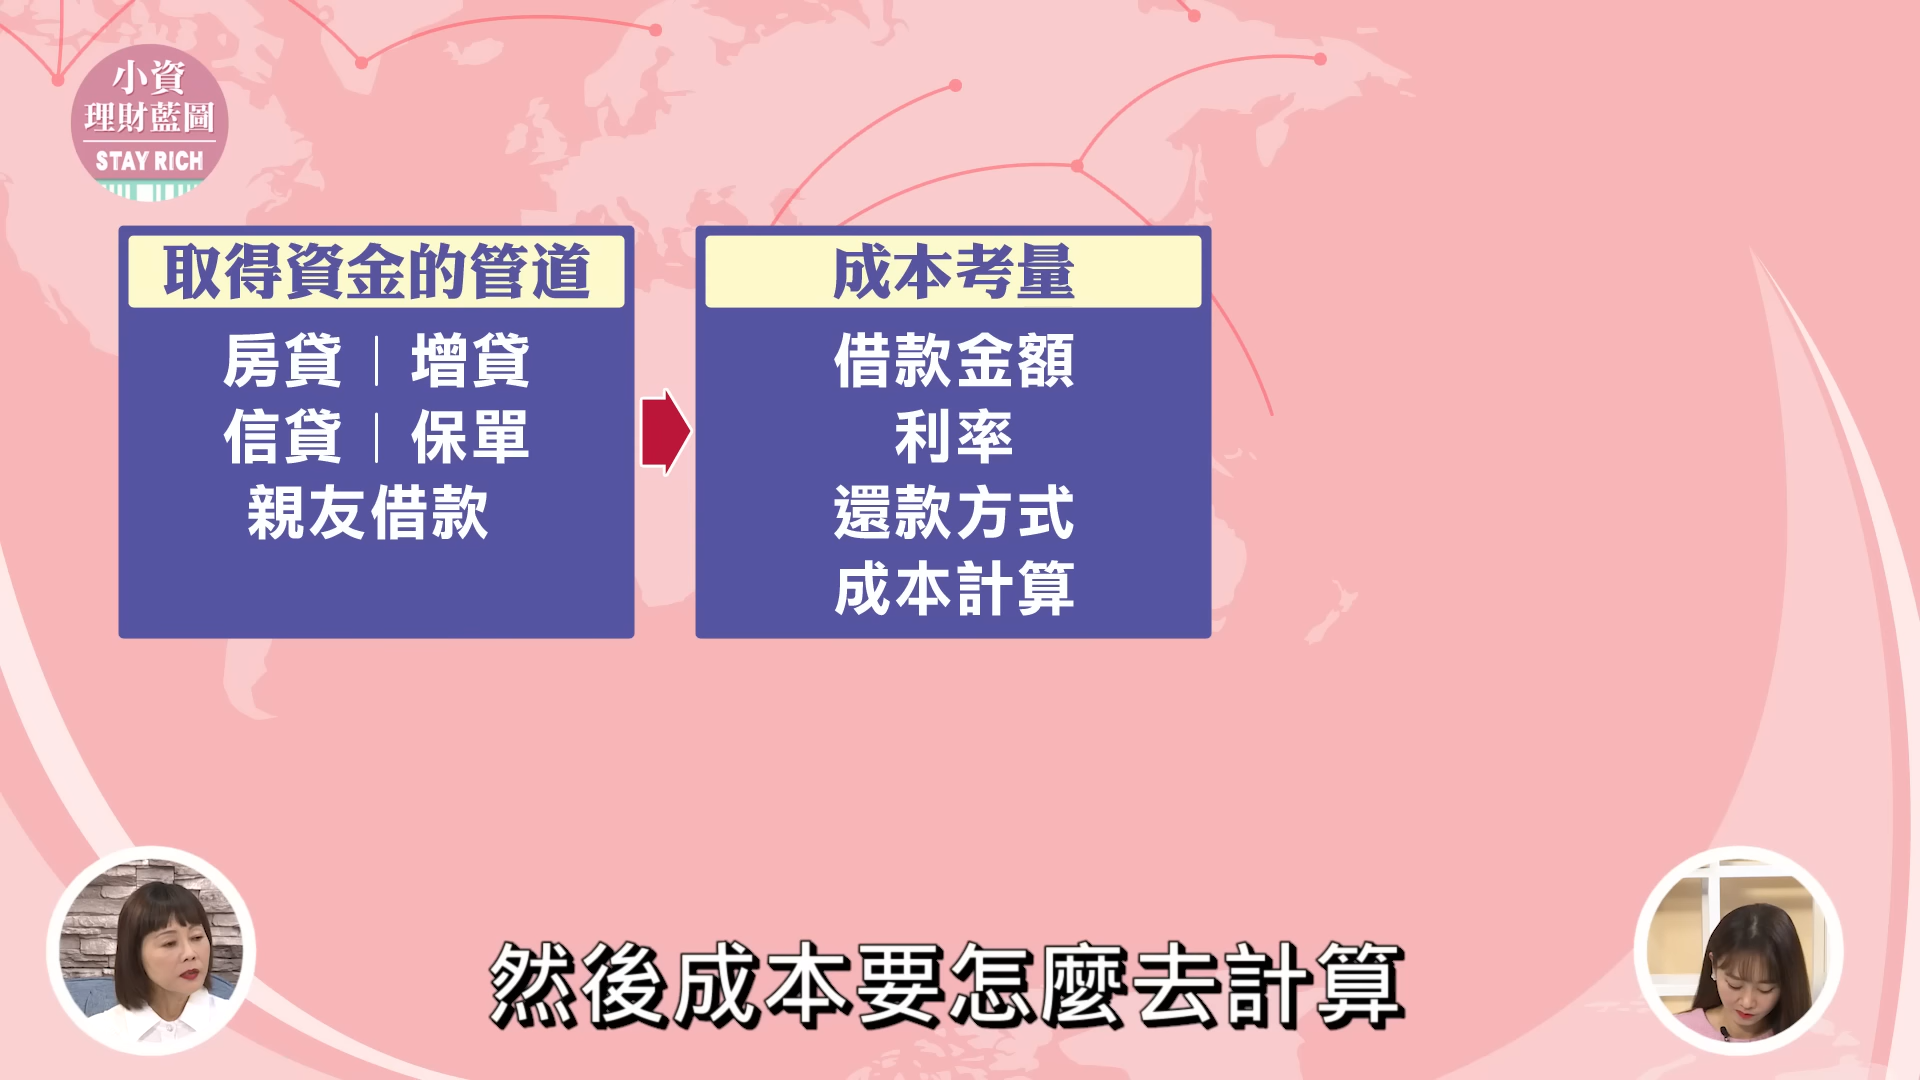 小資
理財藍圖
STAY RICH
取得資金的管道
房貸｜增貸
信貸｜保單
親友借款
成本考量
借款金額
利率
還款方式
成本計算
然後成本要怎麼去計算